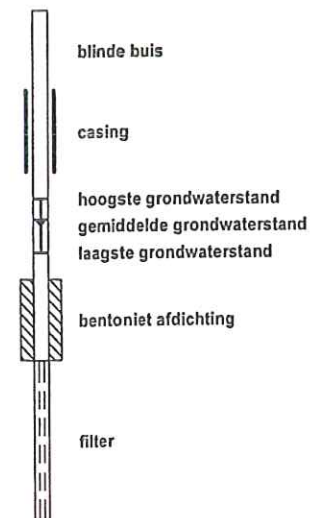 blinde buis
casing
hoogste grondwaterstand
gemiddelde grondwaterstand
laagste grondwaterstand
bentoniet afdichting
filter